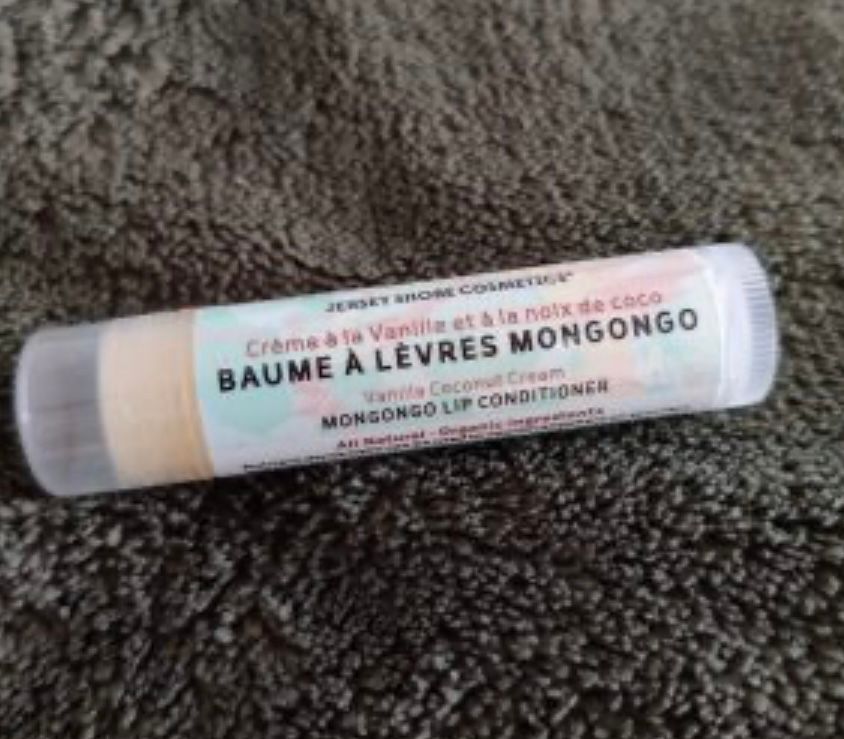 JERSEY SHORE COSMETICS®
Crème à la Vanille et à la noix de coco
BAUME À LÈVRES MONGONGO
Vanilla Coconut Cream
MONGONGO LIP CONDITIONER
All Natural - Organic Ingredients